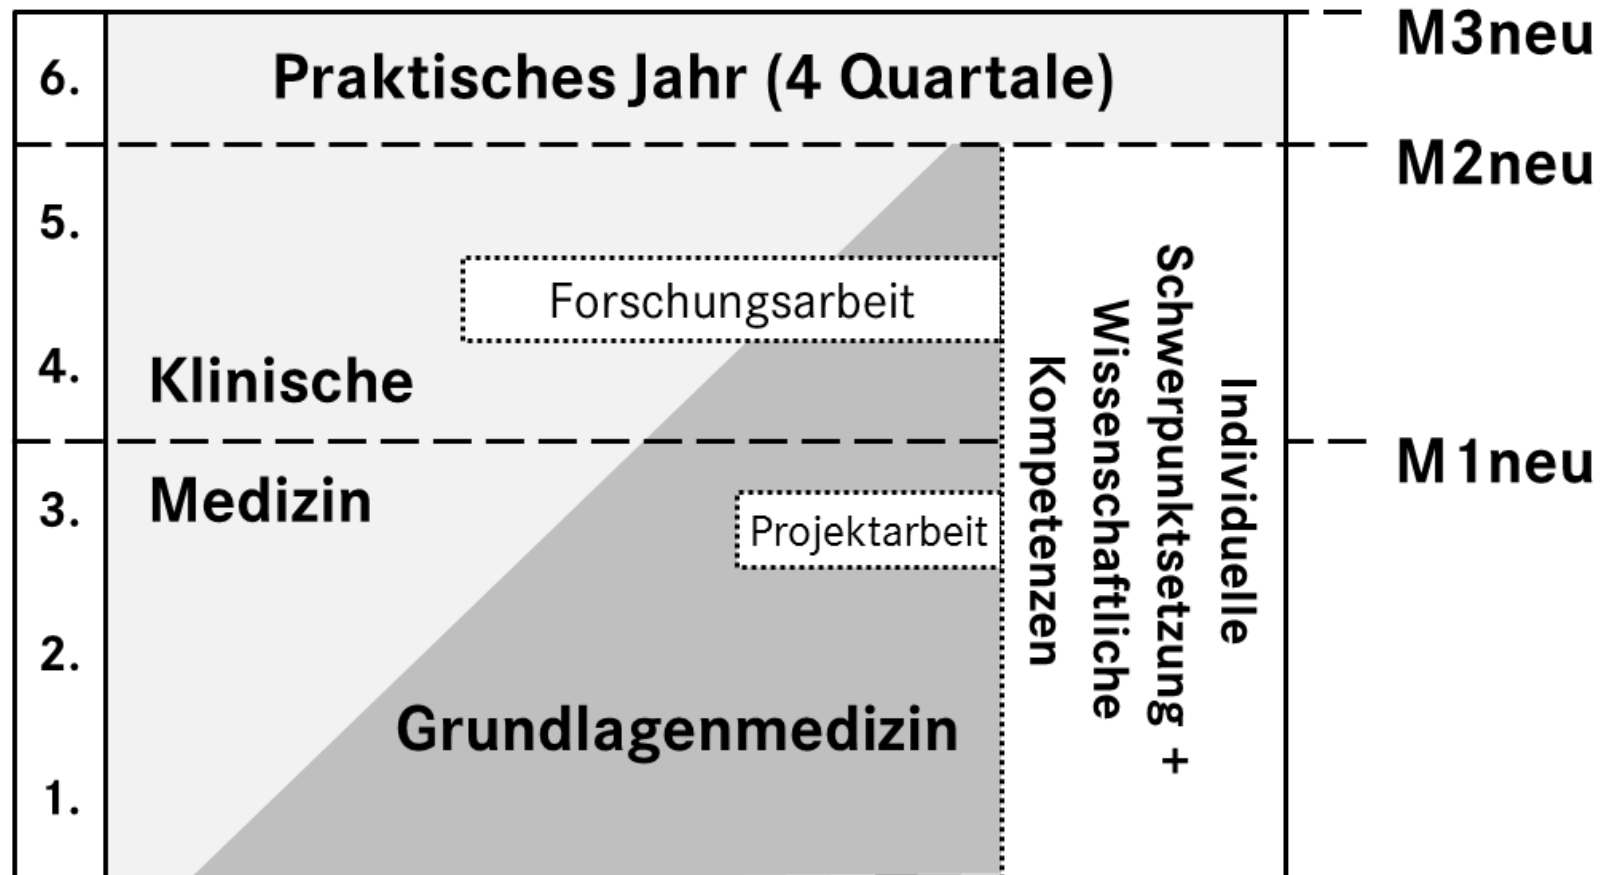 6.
Praktisches Jahr (4 Quartale)
M3neu
M2neu
5.
Forschungsarbeit
4.
Klinische
M1neu
3.
Medizin
Projektarbeit
2.
Grundlagenmedizin
1.
Individuelle
Schwerpunktsetzung +
Wissenschaftliche
Kompetenzen